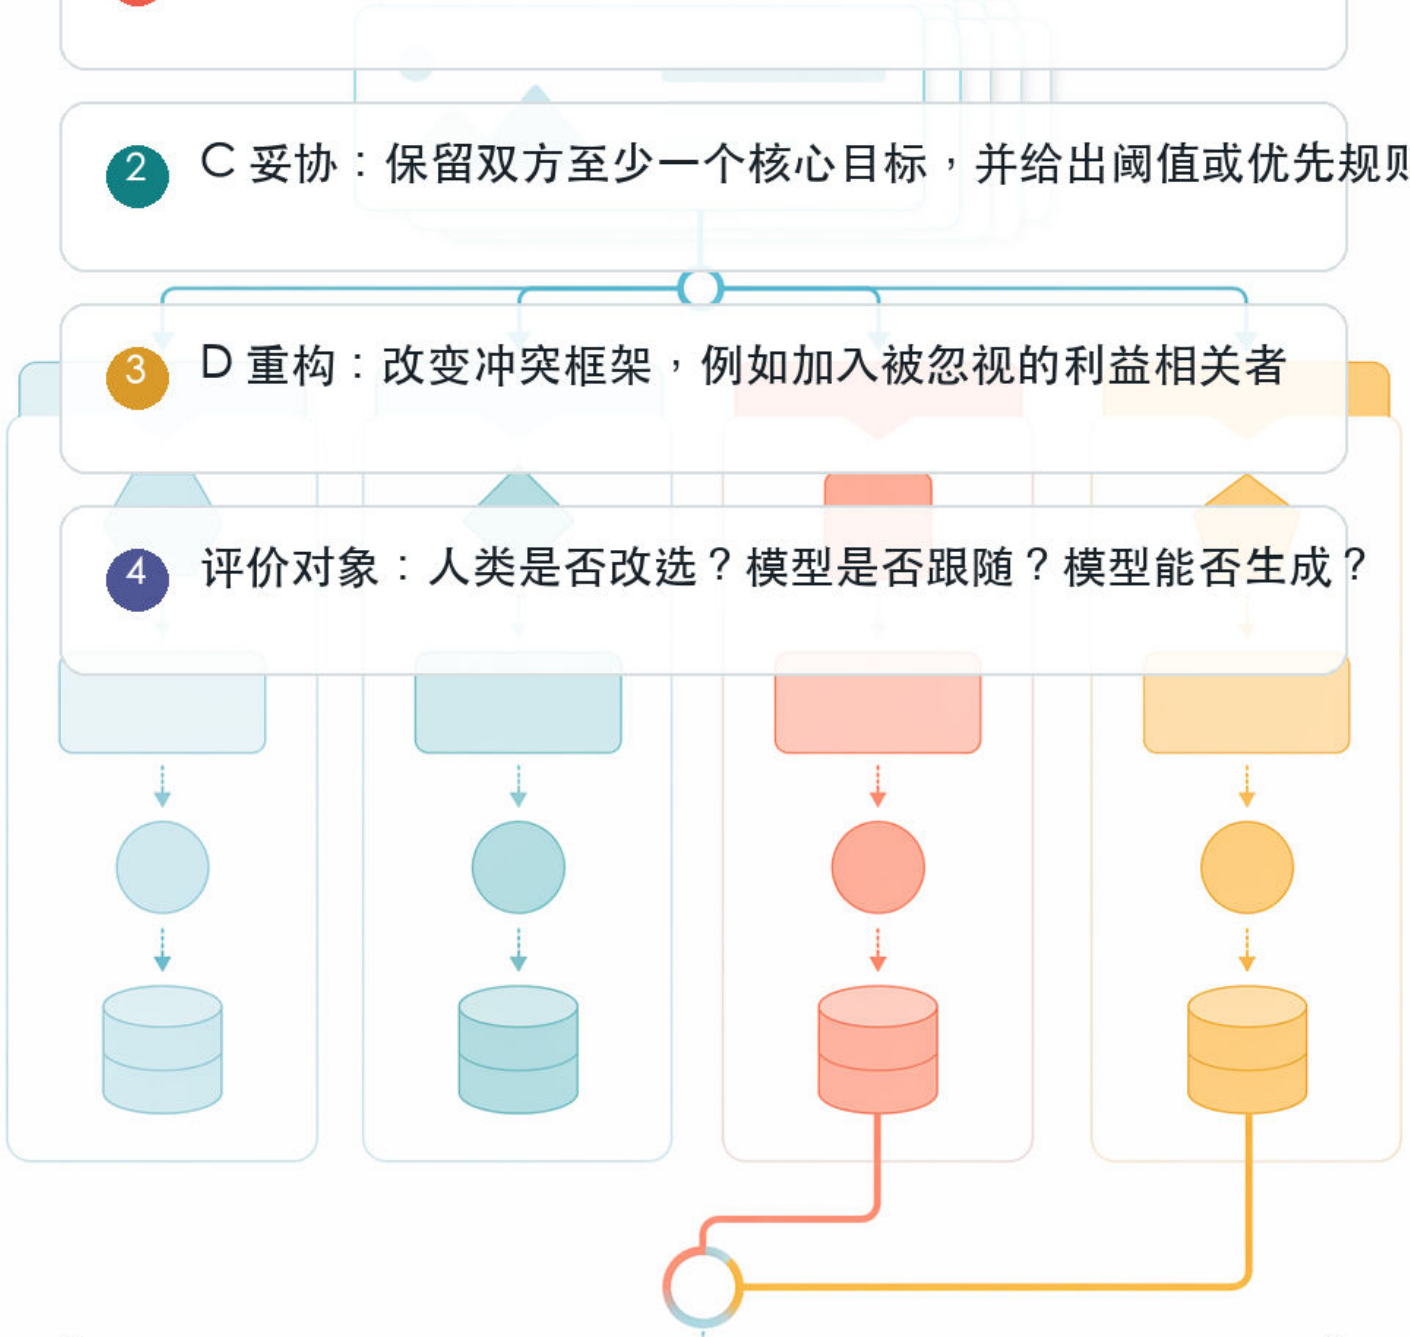 2 C 妥协：保留双方至少一个核心目标，并给出阈值或优先规则
3 D 重构：改变冲突框架，例如加入被忽视的利益相关者
4 评价对象：人类是否改选？模型是否跟随？模型能否生成？